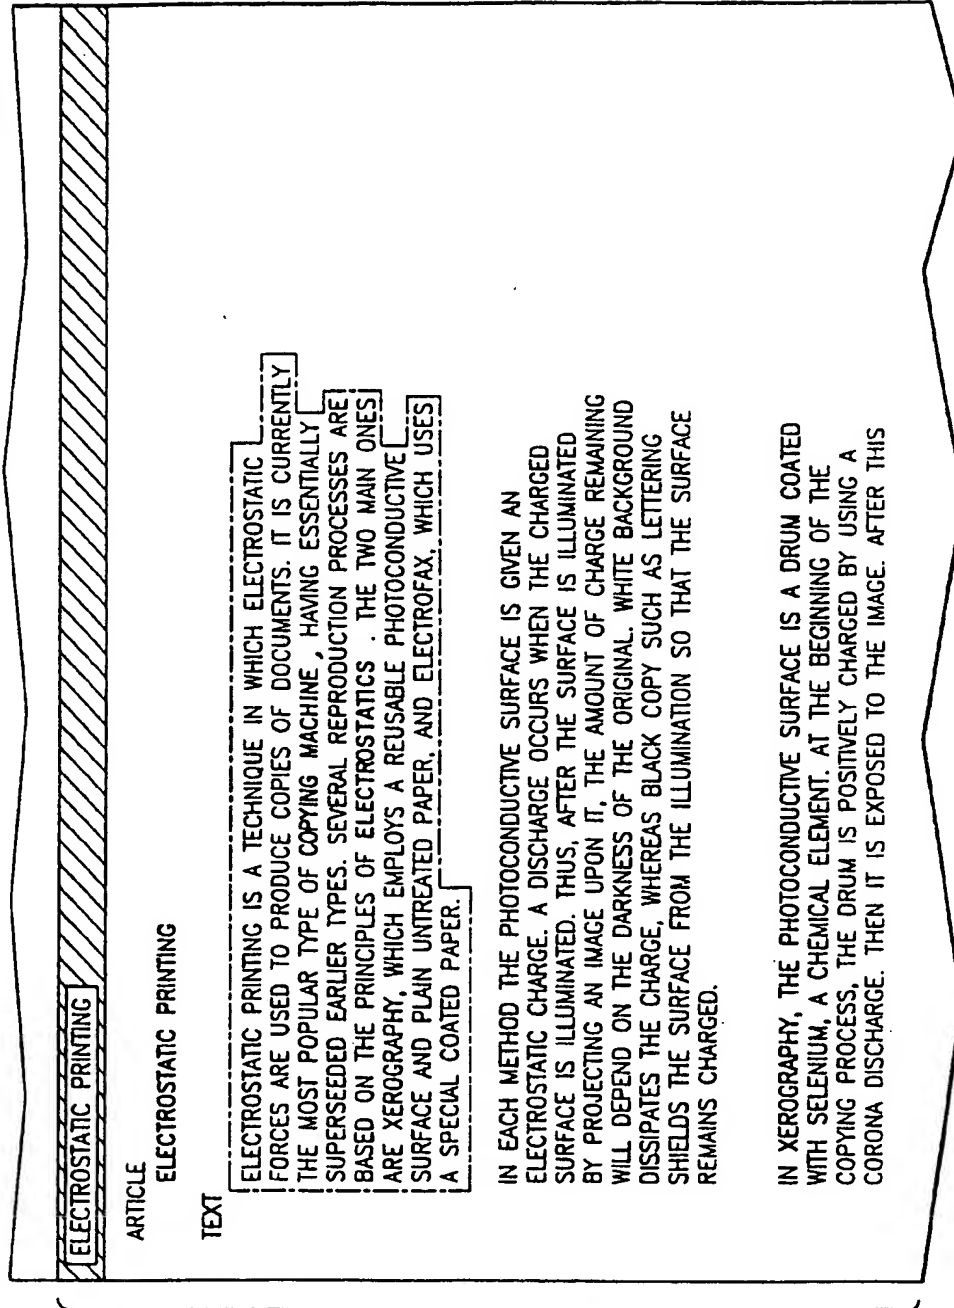 ELECTROSTATIC PRINTING
ARTICLE
ELECTROSTATIC PRINTING
TEXT
ELECTROSTATIC PRINTING IS A TECHNIQUE IN WHICH ELECTROSTATIC
FORCES ARE USED TO PRODUCE COPIES OF DOCUMENTS. IT IS CURRENTLY
THE MOST POPULAR TYPE OF COPYING MACHINE , HAVING ESSENTIALLY
SUPERSEEDED EARLIER TYPES. SEVERAL REPRODUCTION PROCESSES ARE
BASED ON THE PRINCIPLES OF ELECTROSTATICS . THE TWO MAIN ONES
ARE XEROGRAPHY, WHICH EMPLOYS A REUSABLE PHOTOCONDUCTIVE
SURFACE AND PLAIN UNTREATED PAPER, AND ELECTROFAX, WHICH USES
A SPECIAL COATED PAPER.
IN EACH METHOD THE PHOTOCONDUCTIVE SURFACE IS GIVEN AN
ELECTROSTATIC CHARGE. A DISCHARGE OCCURS WHEN THE CHARGED
SURFACE IS ILLUMINATED. THUS, AFTER THE SURFACE IS ILLUMINATED
BY PROJECTING AN IMAGE UPON IT, THE AMOUNT OF CHARGE REMAINING
WILL DEPEND ON THE DARKNESS OF THE ORIGINAL. WHITE BACKGROUND
DISSIPATES THE CHARGE, WHEREAS BLACK COPY SUCH AS LETTERING
SHIELDS THE SURFACE FROM THE ILLUMINATION SO THAT THE SURFACE
REMAINS CHARGED.
IN XEROGRAPHY, THE PHOTOCONDUCTIVE SURFACE IS A DRUM COATED
WITH SELENIUM, A CHEMICAL ELEMENT. AT THE BEGINNING OF THE
COPYING PROCESS, THE DRUM IS POSITIVELY CHARGED BY USING A
CORONA DISCHARGE. THEN IT IS EXPOSED TO THE IMAGE. AFTER THIS